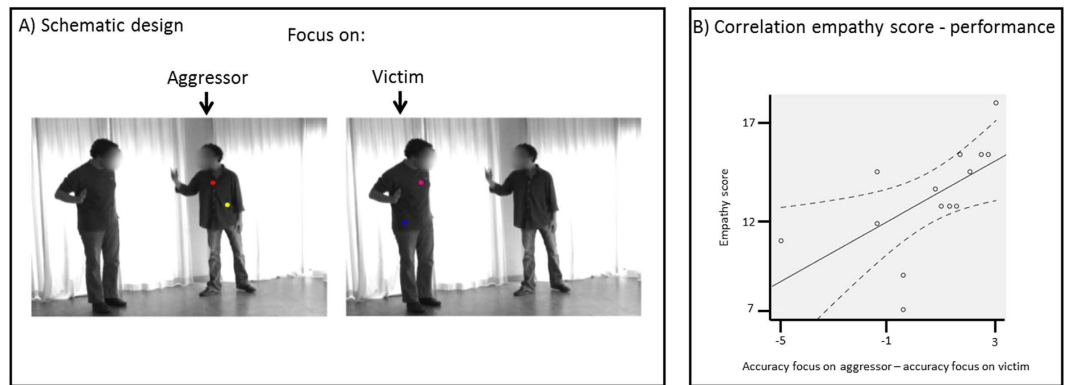 A) Schematic design
Focus on:
Aggressor
Victim
B) Correlation empathy score - performance
Empathy score
17
12
7
-5
-1
3
Accuracy focus on aggressor – accuracy focus on victim